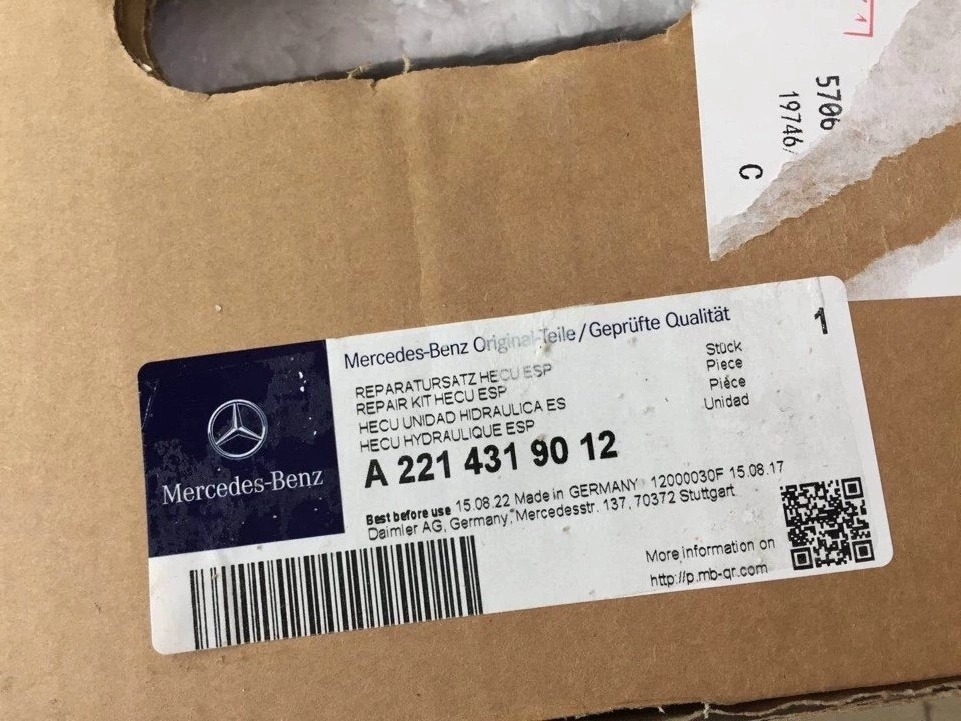 5706
19746
C
Mercedes-Benz
Mercedes-Benz Original-Teile/Geprüfte Qualität
1
REPARATURSATZ HECU ESP
REPAIR KIT HECU ESP
HECU UNIDAD HIDRAULICA ES
HECU HYDRAULIQUE ESP
Stück
Piece
Piéce
Unidad
A 221 431 90 12
Best before use 15.08.22 Made in GERMANY 12000030F 15.08.17
Daimler AG, Germany, Mercedesstr. 137, 70372 Stuttgart
More information on
http://p.mb-qr.com